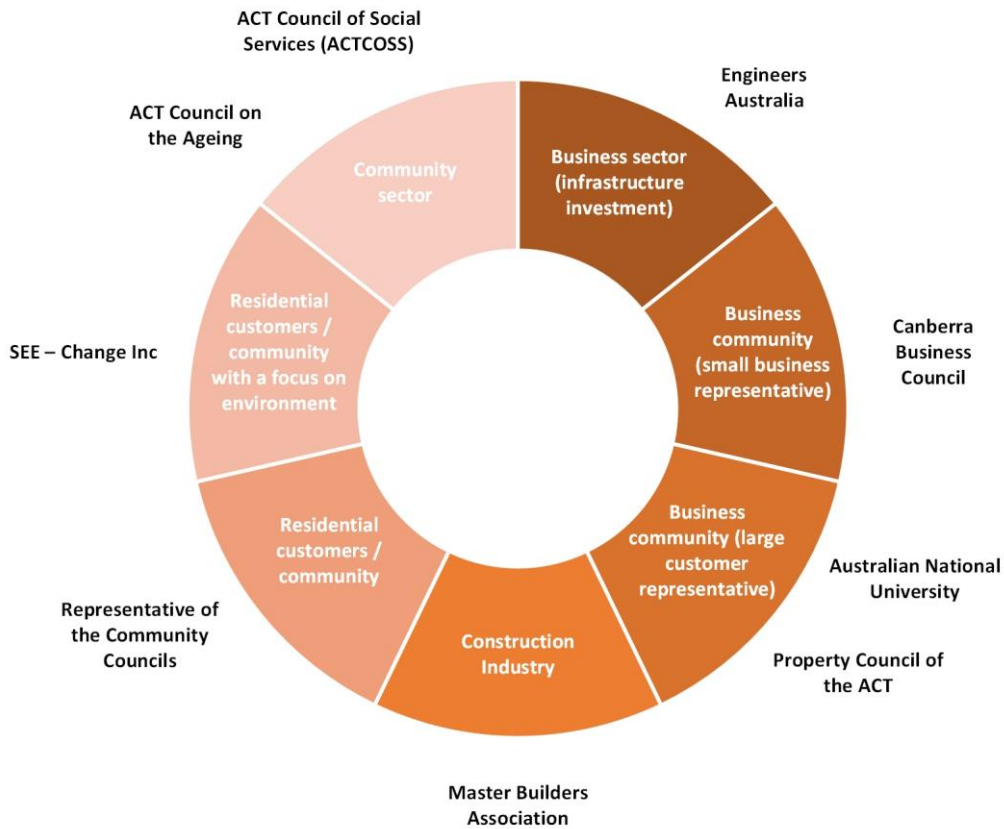 ACT Council of Social
Services (ACTCOSS)
Engineers
Australia
ACT Council on
the Ageing
Community
sector
Business sector
(infrastructure
investment)
Residential
customers /
community
with a focus on
environment
SEE – Change Inc
Business
community
(small business
representative)
Canberra
Business
Council
Residential
customers /
community
Business
community (large
customer
representative)
Australian National
University
Representative of
the Community
Councils
Construction
Industry
Property Council of
the ACT
Master Builders
Association